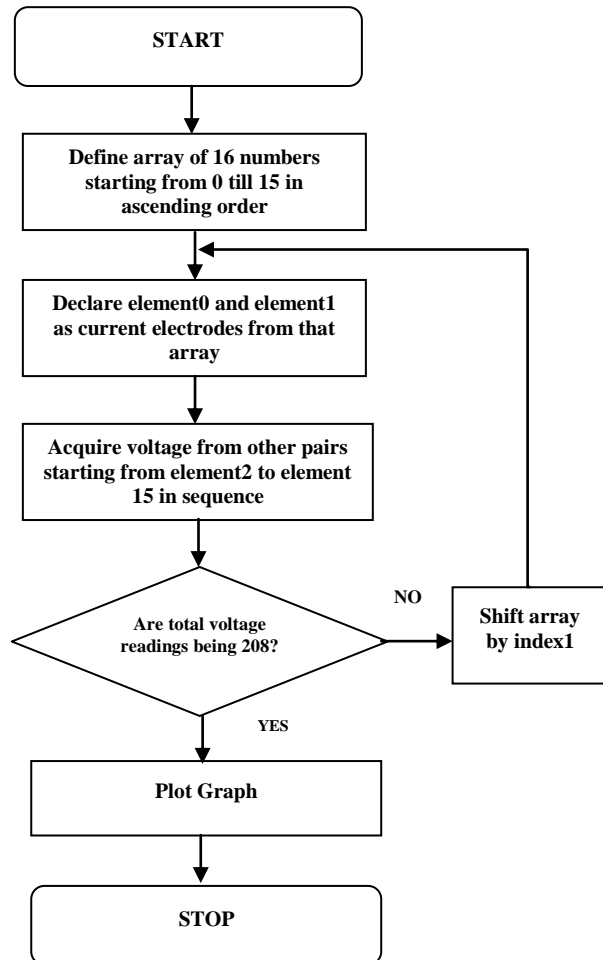 START
Define array of 16 numbers
starting from 0 till 15 in
ascending order
Declare element0 and element1
as current electrodes from that
array
Acquire voltage from other pairs
starting from element2 to element
15 in sequence
Are total voltage
readings being 208?
NO
Shift array
by index1
YES
Plot Graph
STOP